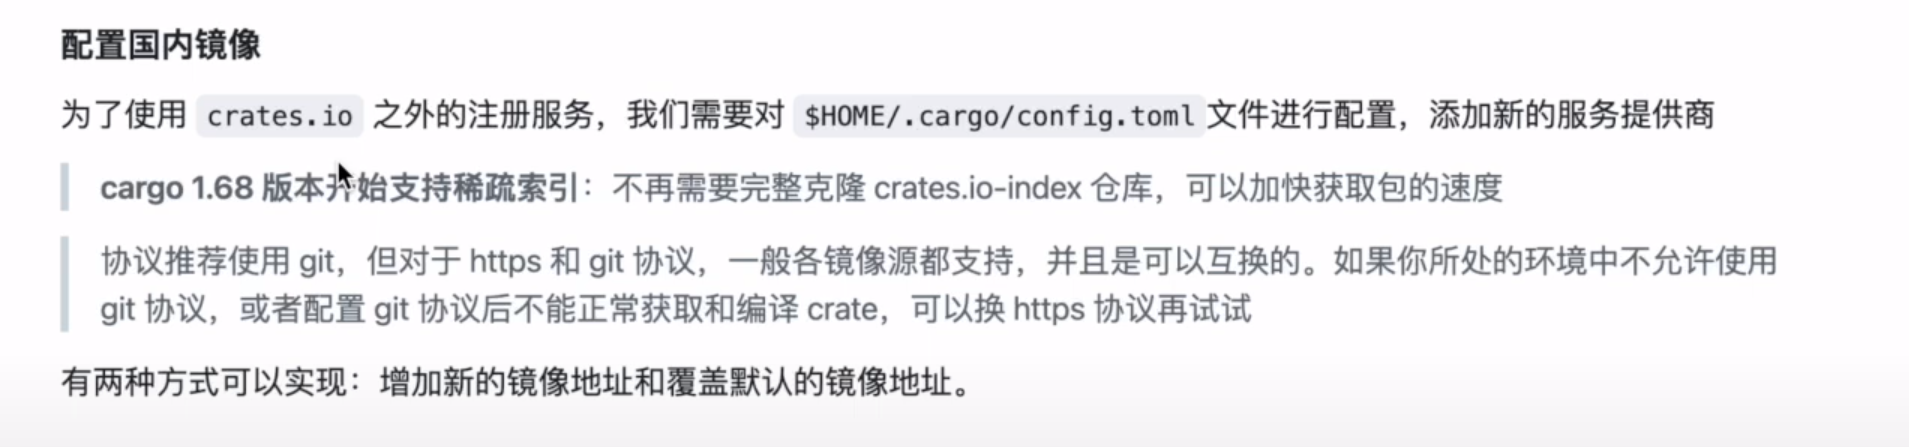 配置国内镜像
为了使用 crates.io 之外的注册服务，我们需要对 $HOME/.cargo/config.toml文件进行配置，添加新的服务提供商
cargo 1.68 版本开始支持稀疏索引：不再需要完整克隆 crates.io-index 仓库，可以加快获取包的速度
协议推荐使用 git，但对于 https 和 git 协议，一般各镜像源都支持，并且是可以互换的。如果你所处的环境中不允许使用
git 协议，或者配置 git 协议后不能正常获取和编译 crate，可以换 https 协议再试试
有两种方式可以实现：增加新的镜像地址和覆盖默认的镜像地址。